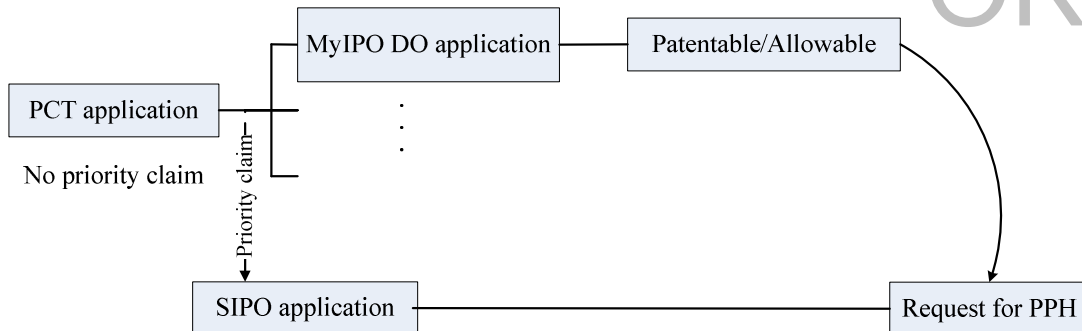 MyIPO DO application
Patentable/Allowable
PCT application
No priority claim
Priority claim
SIPO application
Request for PPH